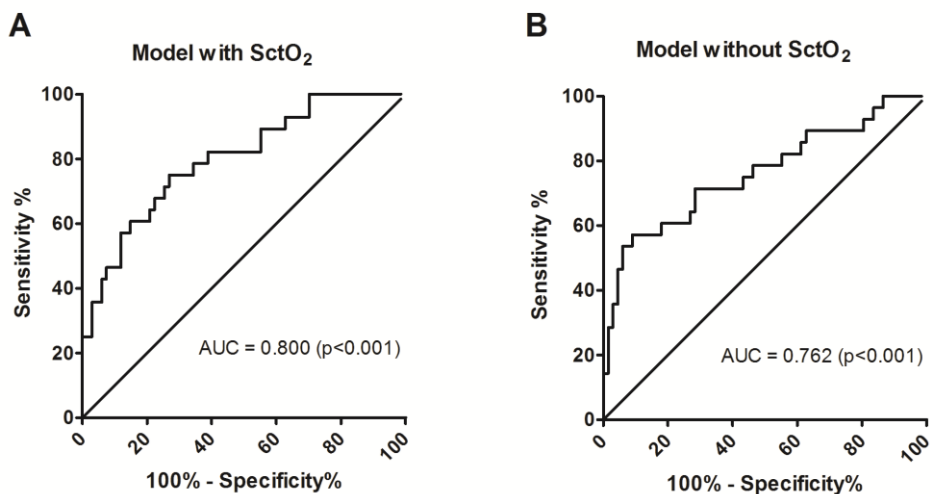 A
Model with SctO₂
Sensitivity %
100
80
60
40
20
0
AUC = 0.800 (p<0.001)
0
20
40
60
80
100
100% - Specificity%
B
Model without SctO₂
Sensitivity %
100
80
60
40
20
0
AUC = 0.762 (p<0.001)
0
20
40
60
80
100
100% - Specificity%